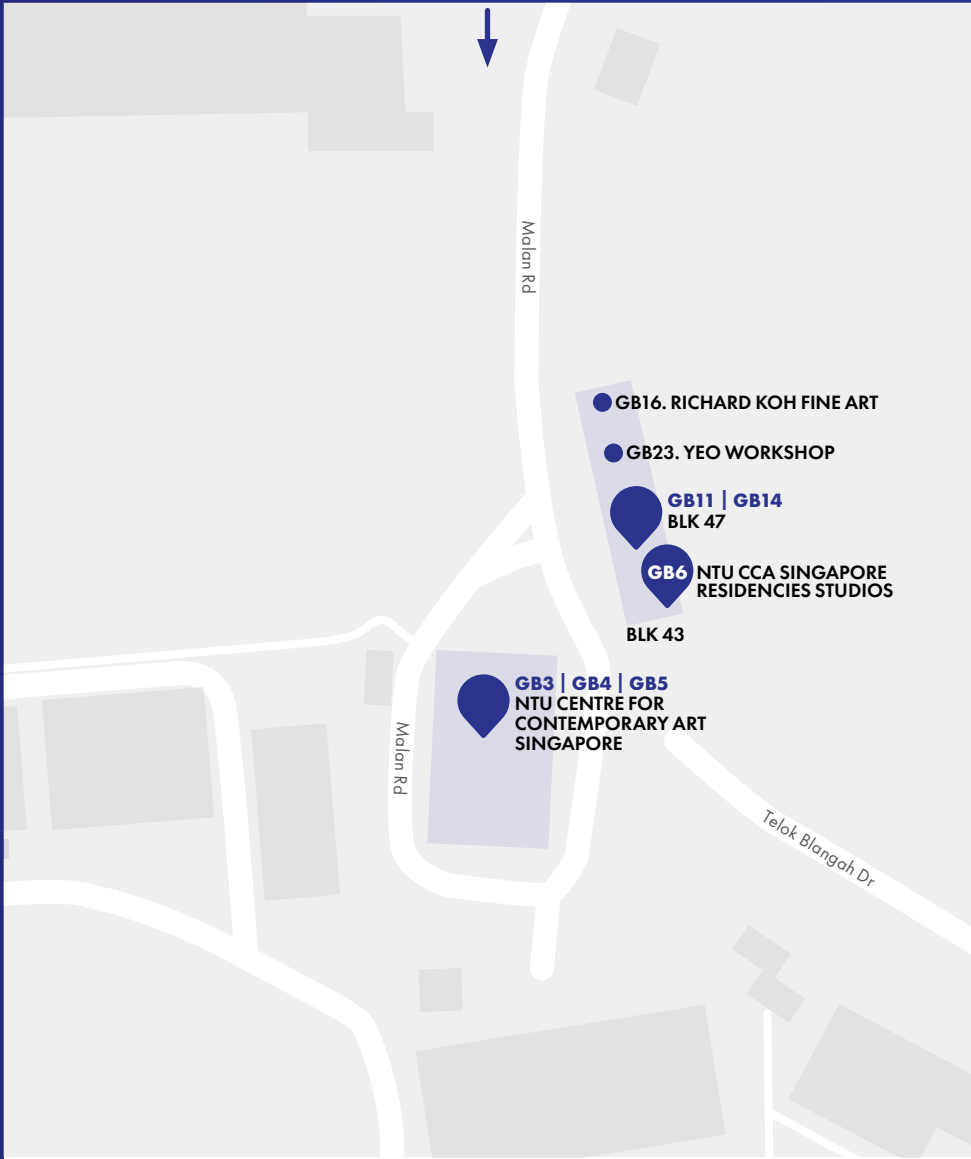 Malan Rd
GB16. RICHARD KOH FINE ART
GB23. YEO WORKSHOP
GB11 | GB14
BLK 47
GB6
NTU CCA SINGAPORE
RESIDENCIES STUDIOS
BLK 43
GB3 | GB4 | GB5
NTU CENTRE FOR
CONTEMPORARY ART
SINGAPORE
Malan Rd
Telok Blangah Dr